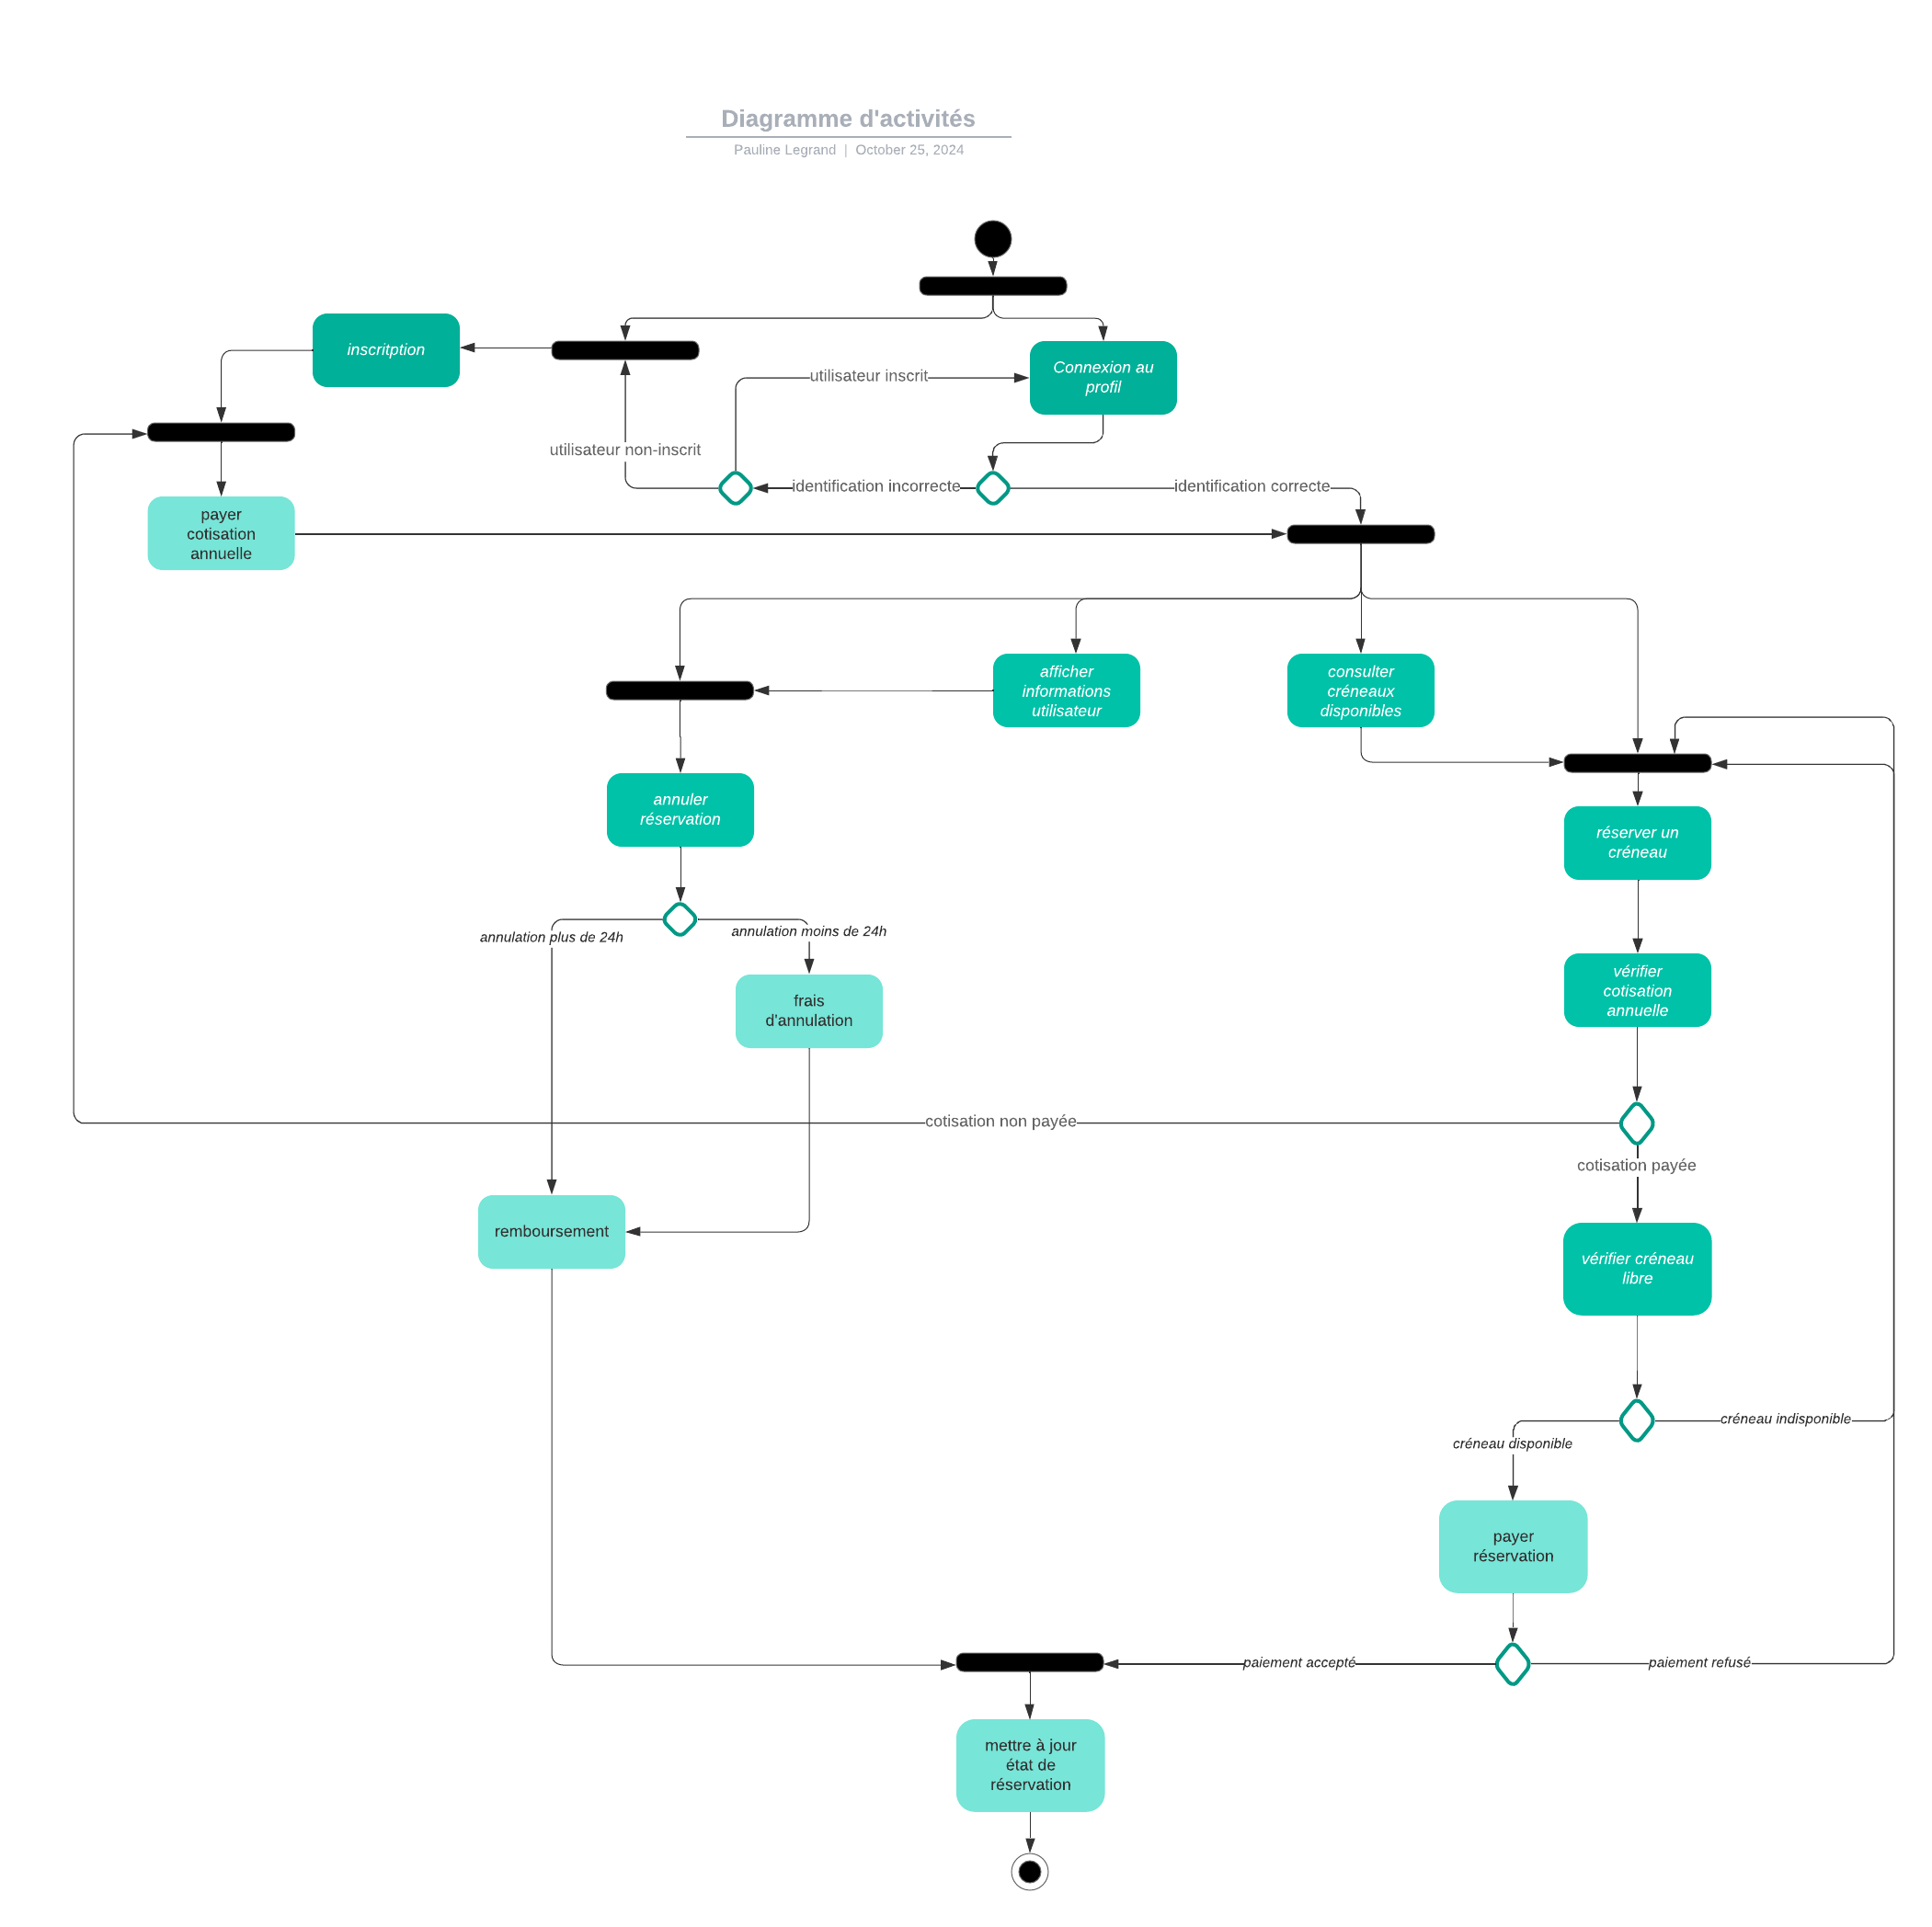 Diagramme d'activités
Pauline Legrand | October 25, 2024
inscritption
Connexion au
profil
utilisateur inscrit
utilisateur non-inscrit
identification incorrecte
identification correcte
payer
cotisation
annuelle
afficher
informations
utilisateur
consulter
créneaux
disponibles
annuler
réservation
réserver un
créneau
annulation plus de 24h
annulation moins de 24h
vérifier
cotisation
annuelle
frais
d'annulation
cotisation non payée
cotisation payée
remboursement
vérifier créneau
libre
créneau indisponible
créneau disponible
payer
réservation
paiement accepté
paiement refusé
mettre à jour
état de
réservation